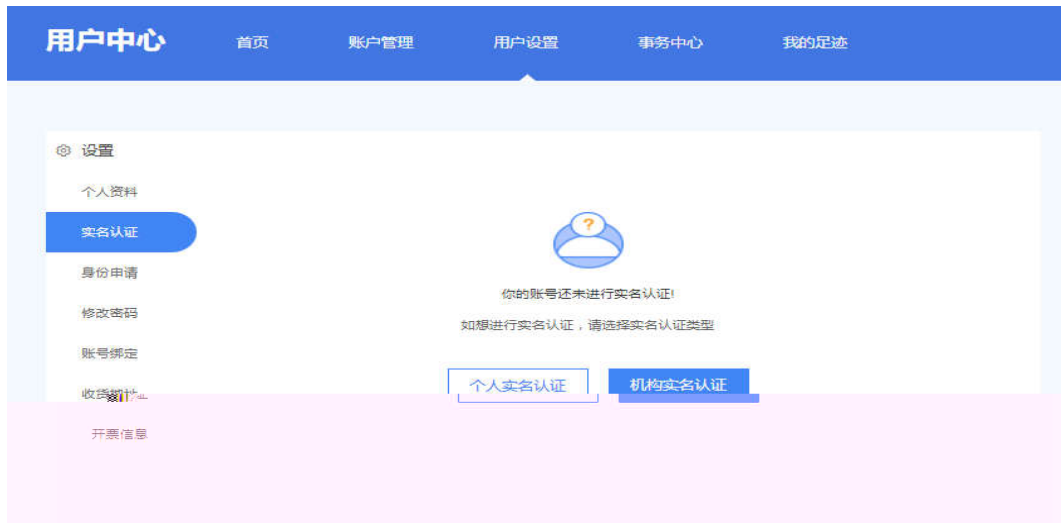 用户中心 首页 账户管理 用户设置 事务中心 我的足迹
设置
个人资料
实名认证
身份申请
修改密码
账号绑定
收货
开票信息
?
你的账号还未进行实名认证!
如想进行实名认证，请选择实名认证类型
个人实名认证 机构实名认证